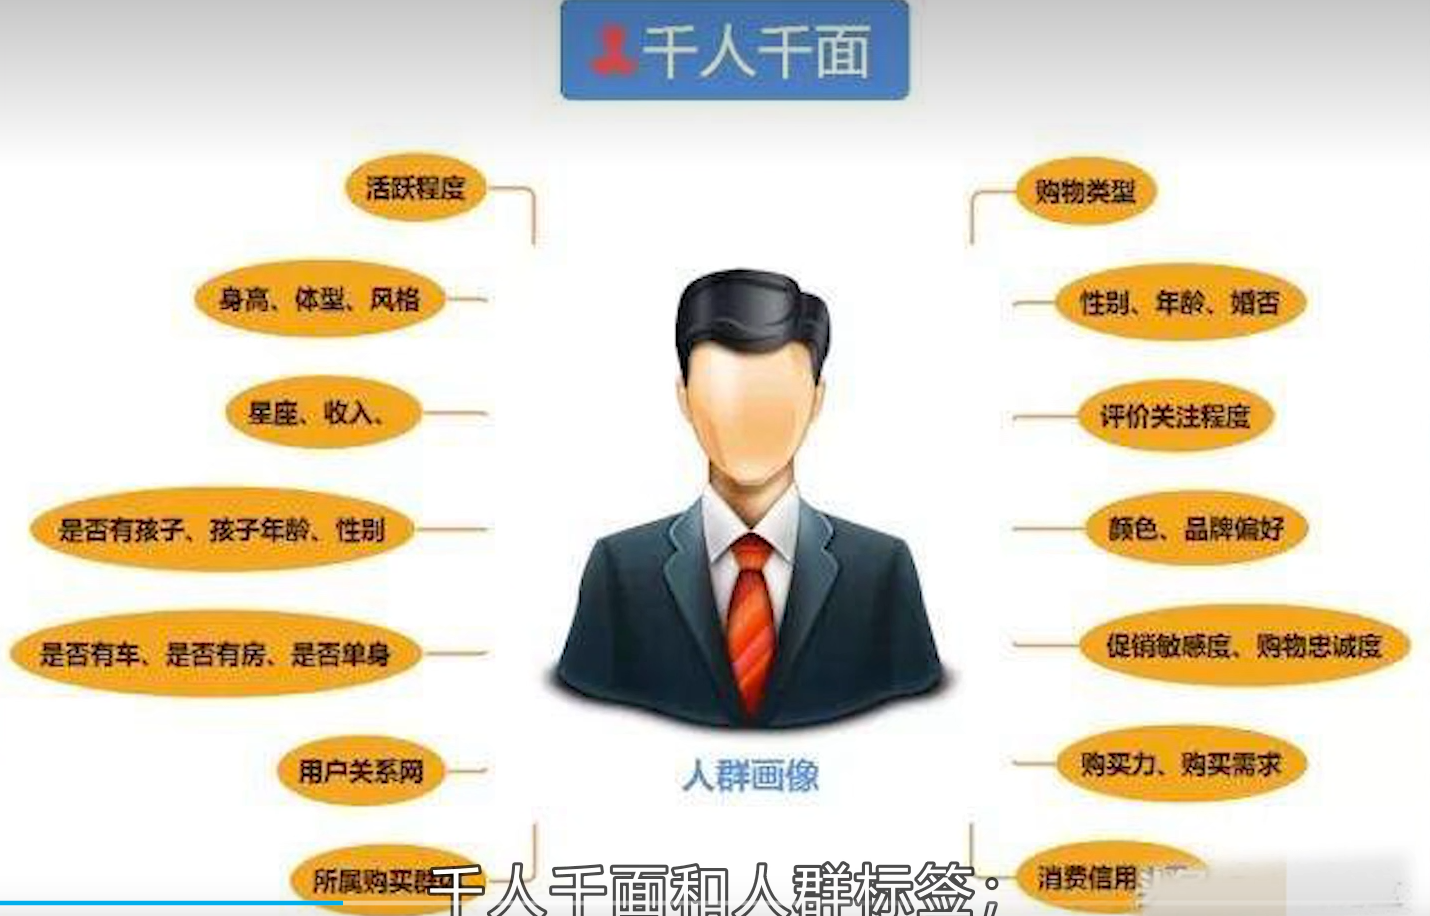 千人千面
活跃程度
身高、体型、风格
星座、收入、
是否有孩子、孩子年龄、性别
是否有车、是否有房、是否单身
用户关系网
所属购买群
购物类型
性别、年龄、婚否
评价关注程度
颜色、品牌偏好
促销敏感度、购物忠诚度
购买力、购买需求
消费信用
人群画像
千人千面和人群标签；